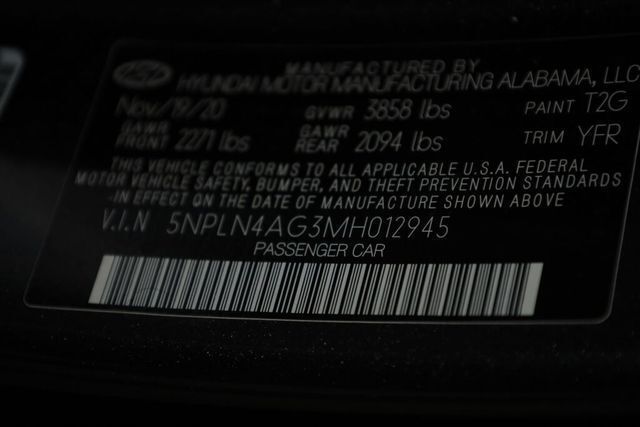 MANUFACTURED BY
HYUNDAI MOTOR MANUFACTURING ALABAMA, LLC
Nov/19/20 GVWR 3858 lbs PAINT T2G
GAWR FRONT 2271 lbs GAWR REAR 2094 lbs TRIM YFR
THIS VEHICLE CONFORMS TO ALL APPLICABLE U.S.A. FEDERAL
MOTOR VEHICLE SAFETY, BUMPER, AND THEFT PREVENTION STANDARDS
IN EFFECT ON THE DATE OF MANUFACTURE SHOWN ABOVE
V.I.N 5NPLN4AG3MH012945
PASSENGER CAR